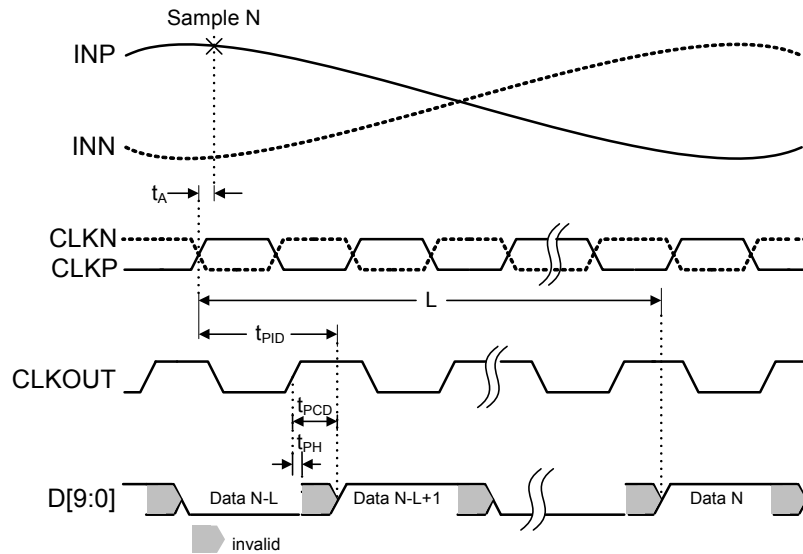 Sample N
INP
INN
tA
CLKN
CLKP
L
tPID
CLKOUT
tPCD
tPH
D[9:0]
Data N-L
Data N-L+1
Data N
invalid